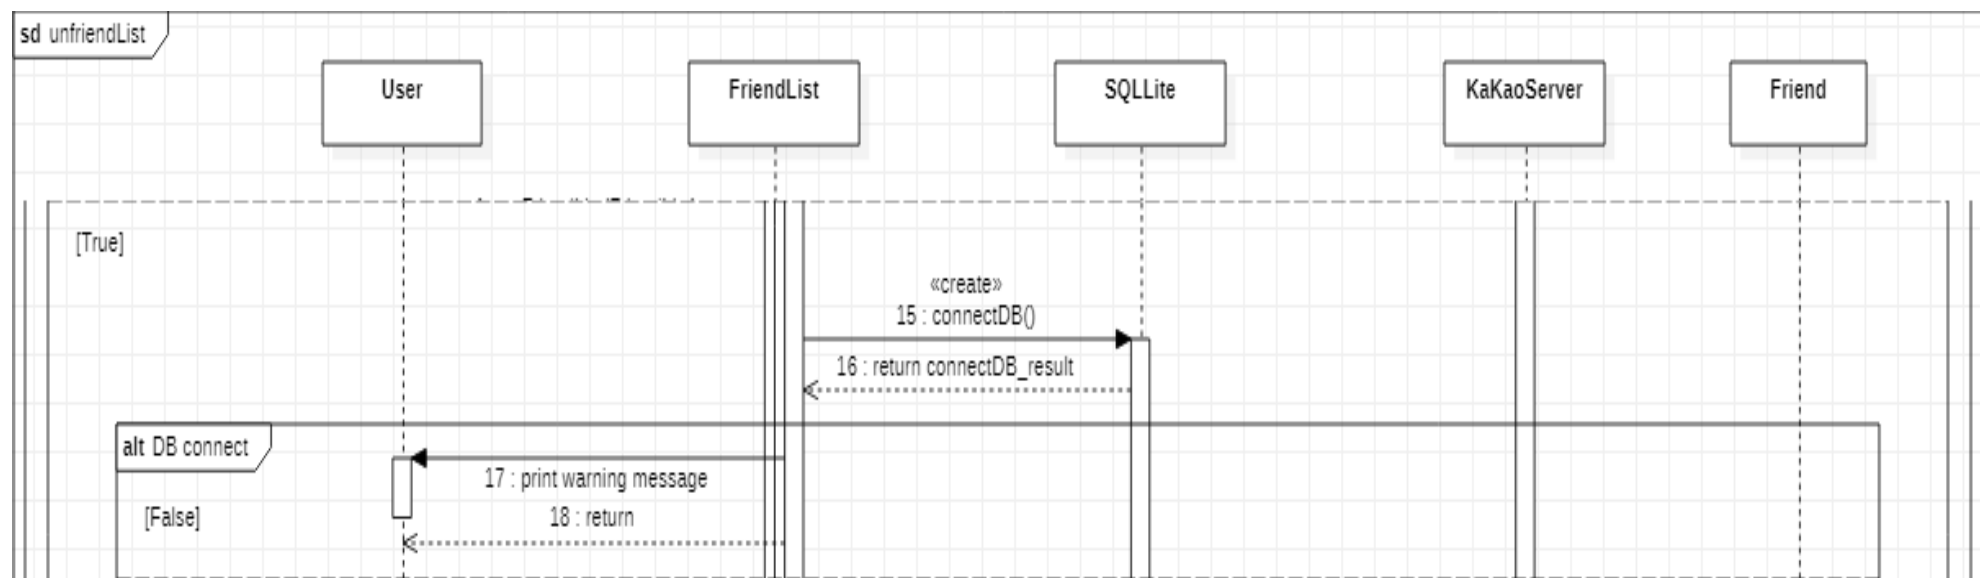 sd unfriendList
User
FriendList
SQLLite
KaKaoServer
Friend
[True]
«create»
15 : connectDB()
16 : return connectDB_result
alt DB connect
17 : print warning message
[False]
18 : return